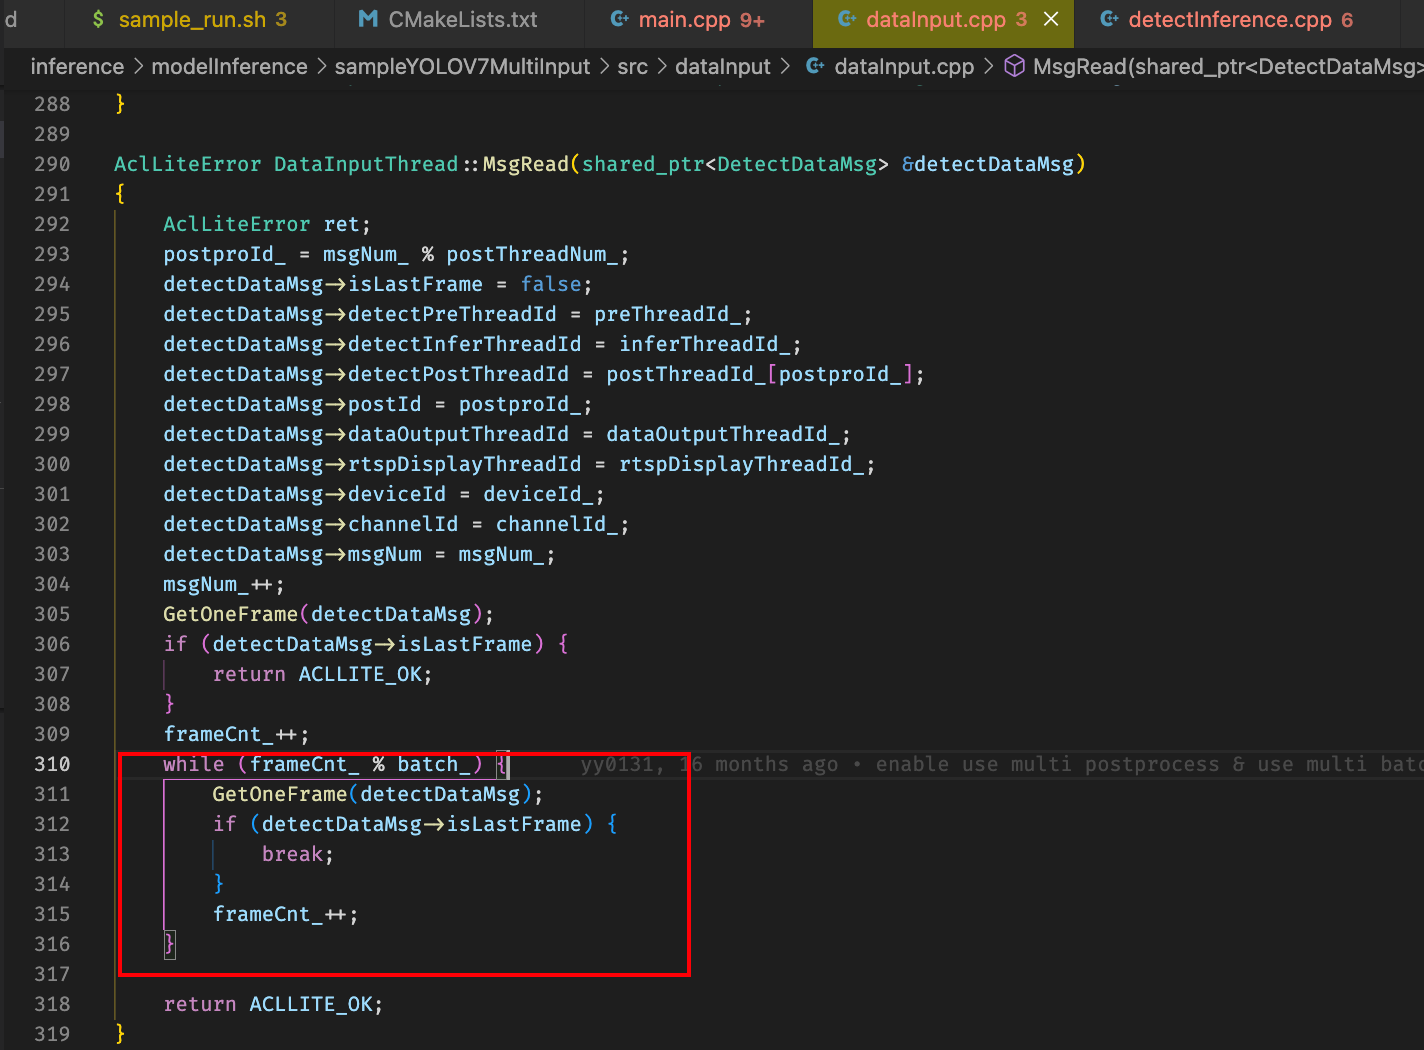 d
$ sample_run.sh 3
M CMakeLists.txt
main.cpp 9+
dataInput.cpp 3
detectInference.cpp 6
inference > modelInference > sampleYOLOV7MultiInput > src > dataInput > dataInput.cpp > MsgRead(shared_ptr<DetectDataMsg>
288 }
289
290 AclLiteError DataInputThread::MsgRead(shared_ptr<DetectDataMsg> &detectDataMsg)
291 {
292     AclLiteError ret;
293     postproId_ = msgNum_ % postThreadNum_;
294     detectDataMsg->isLastFrame = false;
295     detectDataMsg->detectPreThreadId = preThreadId_;
296     detectDataMsg->detectInferThreadId = inferThreadId_;
297     detectDataMsg->detectPostThreadId = postThreadId_[postproId_];
298     detectDataMsg->postId = postproId_;
299     detectDataMsg->dataOutputThreadId = dataOutputThreadId_;
300     detectDataMsg->rtspDisplayThreadId = rtspDisplayThreadId_;
301     detectDataMsg->deviceId = deviceId_;
302     detectDataMsg->channelId = channelId_;
303     detectDataMsg->msgNum = msgNum_;
304     msgNum_++;
305     GetOneFrame(detectDataMsg);
306     if (detectDataMsg->isLastFrame) {
307         return ACLLITE_OK;
308     }
309     frameCnt_++;
310     while (frameCnt_ % batch_) { yy0131, 16 months ago • enable use multi postprocess & use multi batc
311         GetOneFrame(detectDataMsg);
312         if (detectDataMsg->isLastFrame) {
313             break;
314         }
315         frameCnt_++;
316     }
317
318     return ACLLITE_OK;
319 }